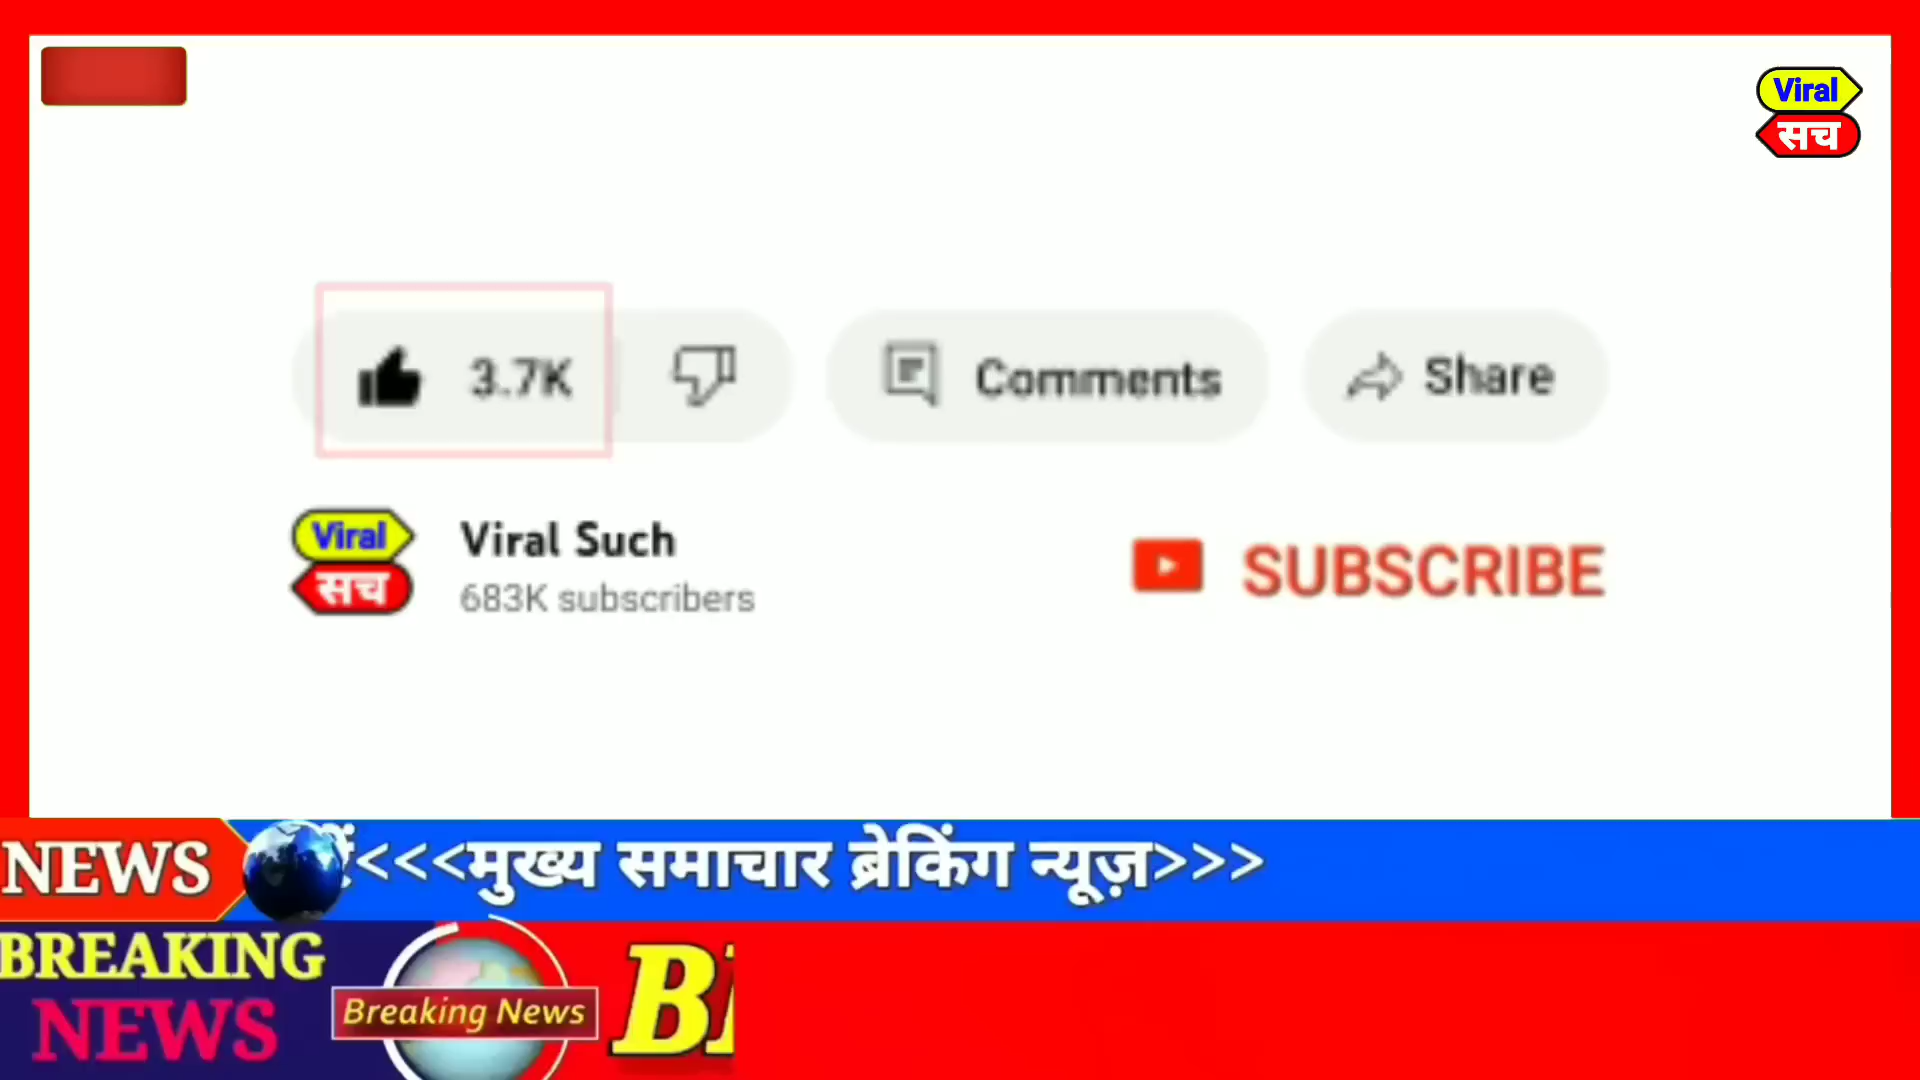 Viral
सच
3.7K
Comments
Share
Viral
सच
Viral Such
683K subscribers
SUBSCRIBE
NEWS
<<<मुख्य समाचार ब्रेकिंग न्यूज़>>>
BREAKING
NEWS
Breaking News
B